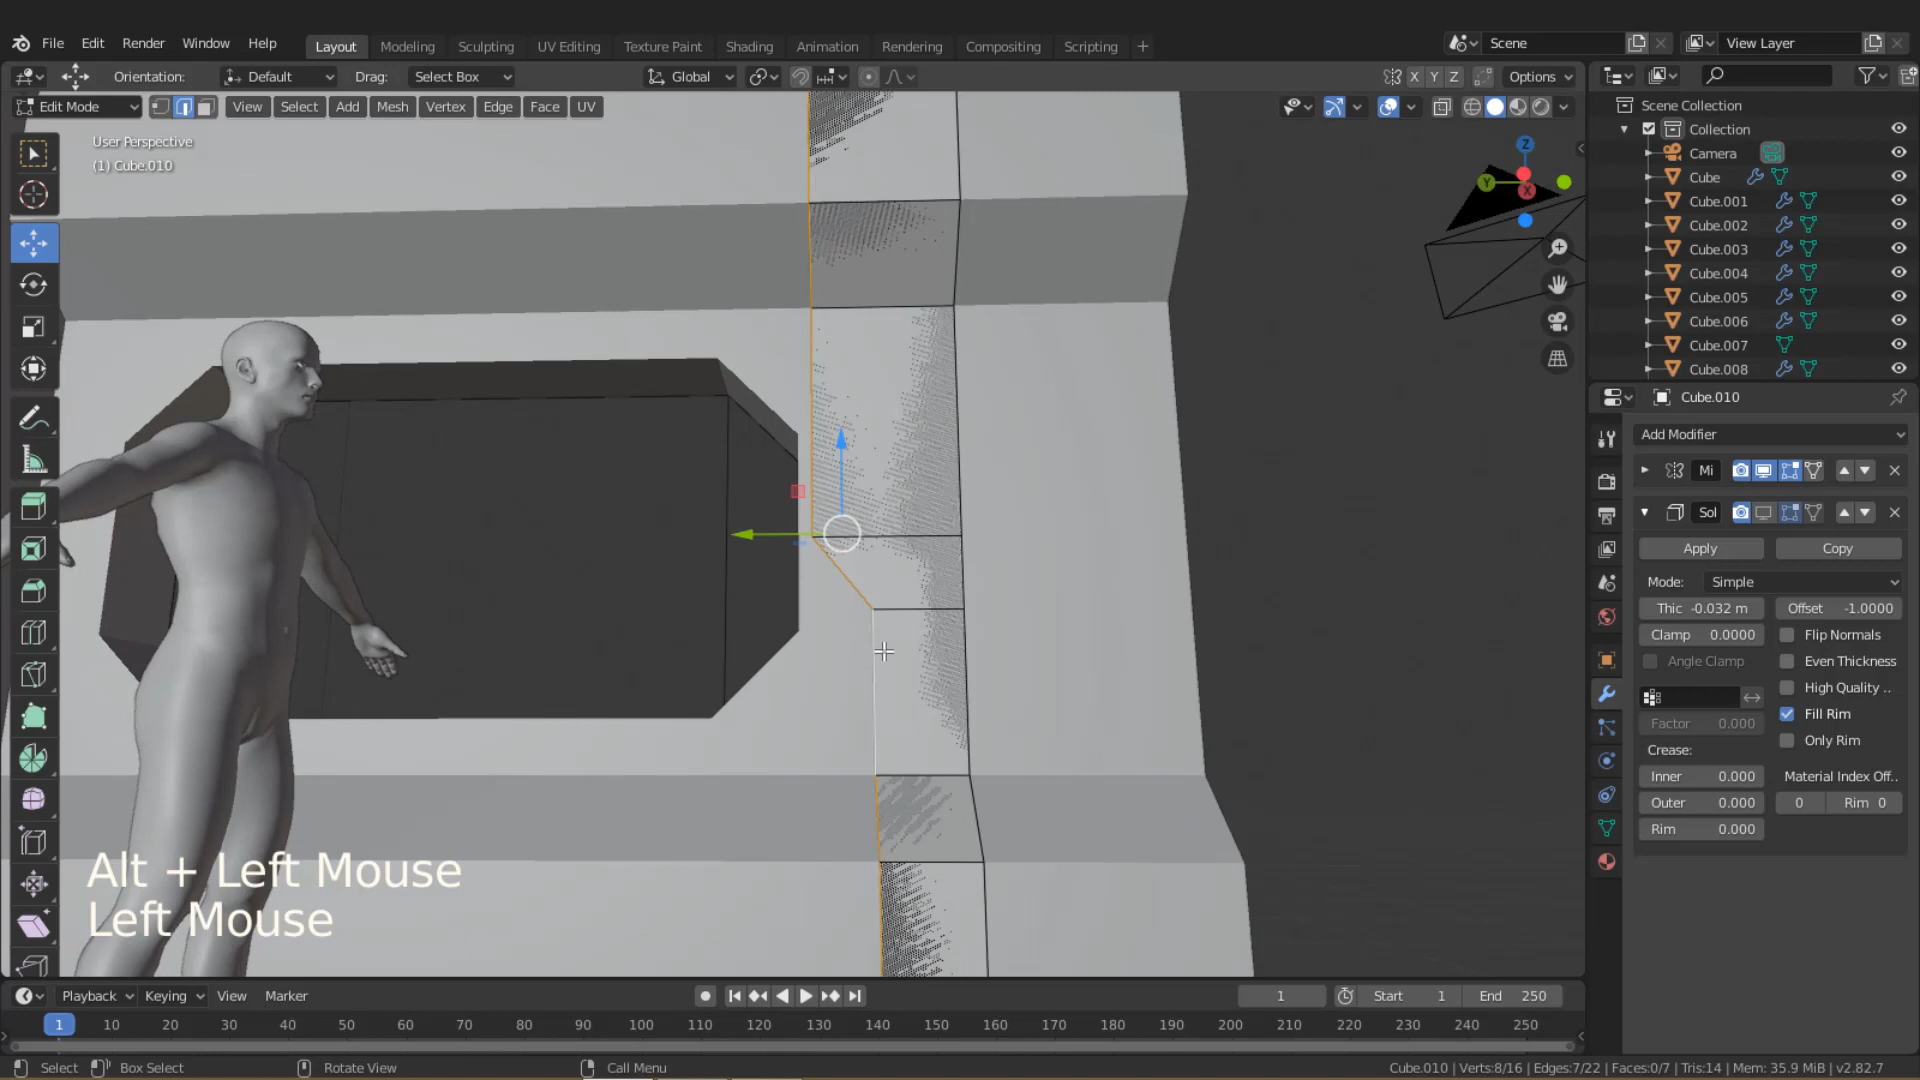 File Edit Render Window Help Layout Modeling Sculpting UV Editing Texture Paint Shading Animation Rendering Compositing Scripting + Scene View Layer
Orientation: Default Drag: Select Box Global X Y Z Options
Edit Mode View Select Add Mesh Vertex Edge Face UV
User Perspective
(1) Cube.010
Z
Y
X
Scene Collection
Collection
Camera
Cube
Cube.001
Cube.002
Cube.003
Cube.004
Cube.005
Cube.006
Cube.007
Cube.008
Cube.010
Add Modifier
Mi
Sol
Apply Copy
Mode: Simple
Thic -0.032 m Offset -1.0000
Clamp 0.0000 Flip Normals
Angle Clamp Even Thickness
High Quality ..
Factor 0.000 Fill Rim
Crease: Only Rim
Inner 0.000 Material Index Off..
Outer 0.000 0 Rim 0
Rim 0.000
Alt + Left Mouse
Left Mouse
Playback Keying View Marker 1 Start 1 End 250
1 10 20 30 40 50 60 70 80 90 100 110 120 130 140 150 160 170 180 190 200 210 220 230 240 250
Select Box Select Rotate View Call Menu Cube.010 | Verts:8/16 | Edges:7/22 | Faces:0/7 | Tris:14 | Mem: 35.9 MiB | v2.82.7